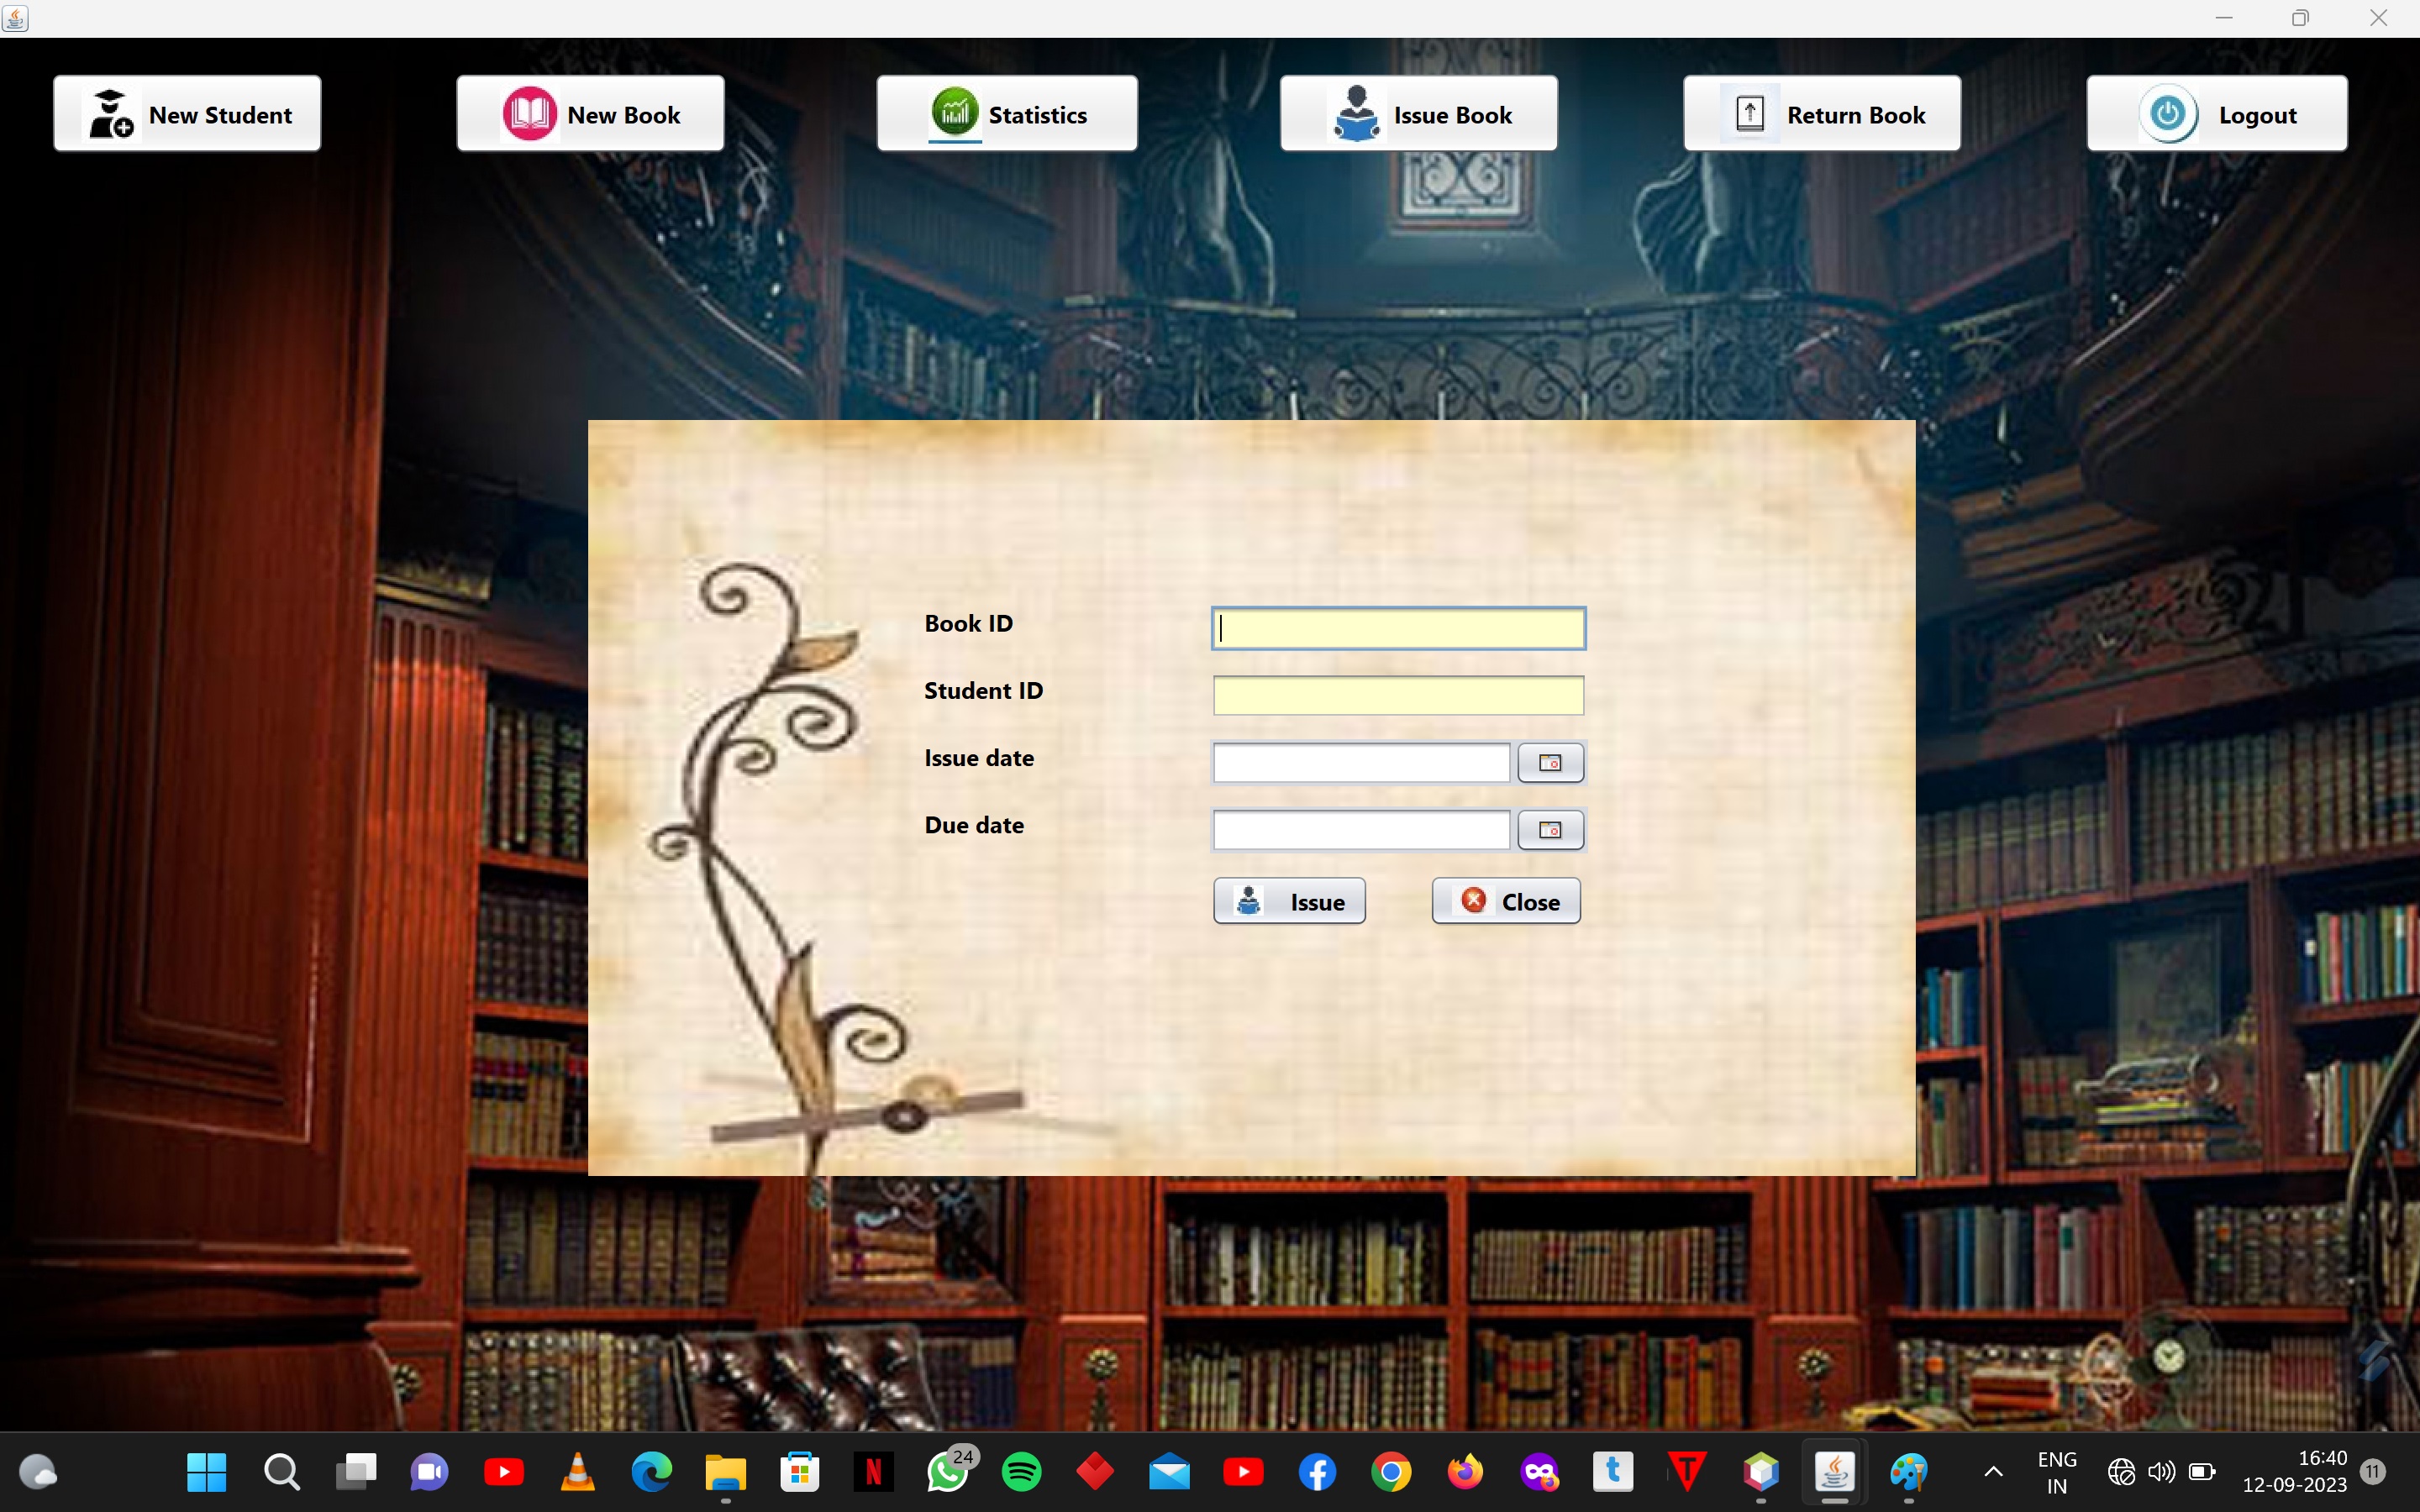 New Student
New Book
Statistics
Issue Book
Return Book
Logout
Book ID
Student ID
Issue date
Due date
Issue
Close
N
24
t
T
ENG
IN
16:40
12-09-2023
11